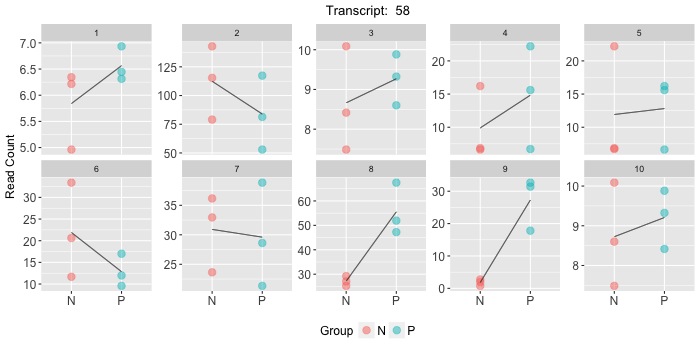 Transcript: 58
1 2 3 4 5
7.0 6.5 6.0 5.5 5.0
125 100 75 50
10 9 8
20 15 10
20 15 10
Read Count
6 7 8 9 10
30 25 20 15 10
35 30 25
60 50 40 30
30 20 10 0
10 9 8
N P N P N P N P N P
Group N P